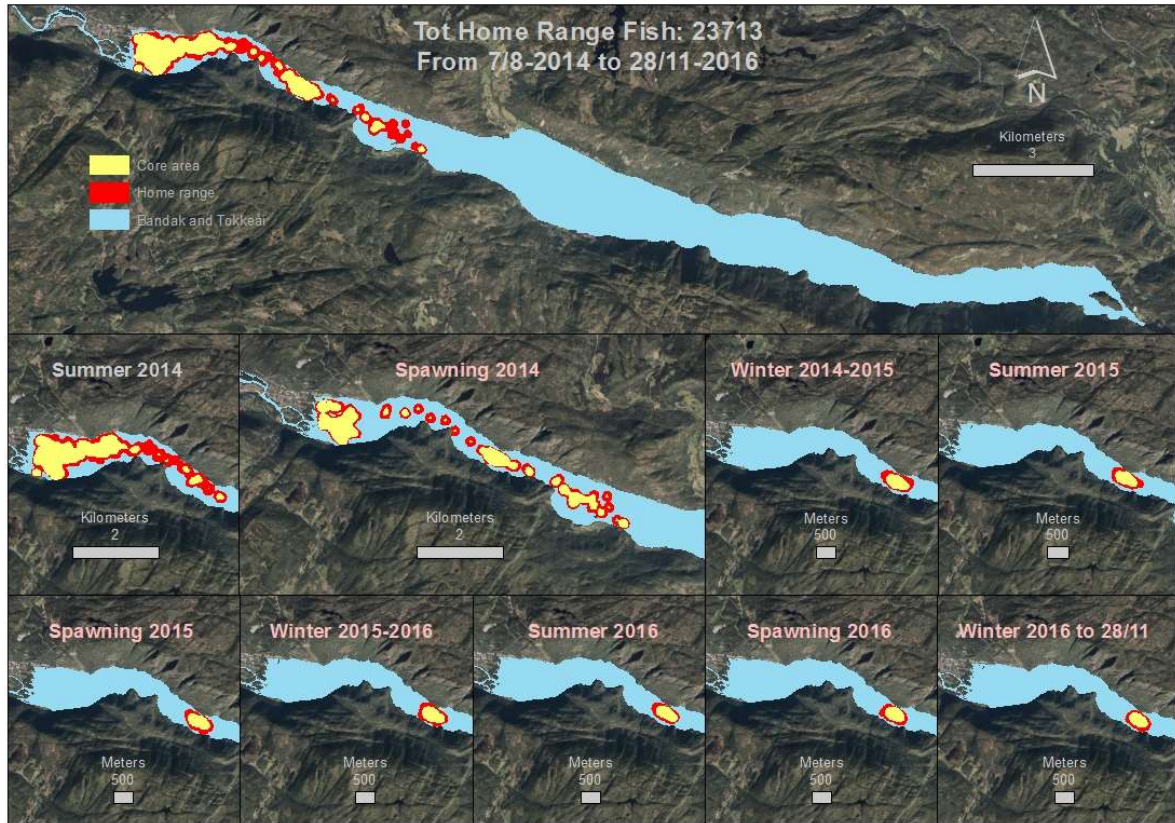 Tot Home Range Fish: 23713
From 7/8-2014 to 28/11-2016
N
Kilometers
3
Core area
Home range
Bandak and Tokkeåi
Summer 2014
Kilometers
2
Spawning 2014
Kilometers
2
Winter 2014-2015
Meters
500
Summer 2015
Meters
500
Spawning 2015
Meters
500
Winter 2015-2016
Meters
500
Summer 2016
Meters
500
Spawning 2016
Meters
500
Winter 2016 to 28/11
Meters
500